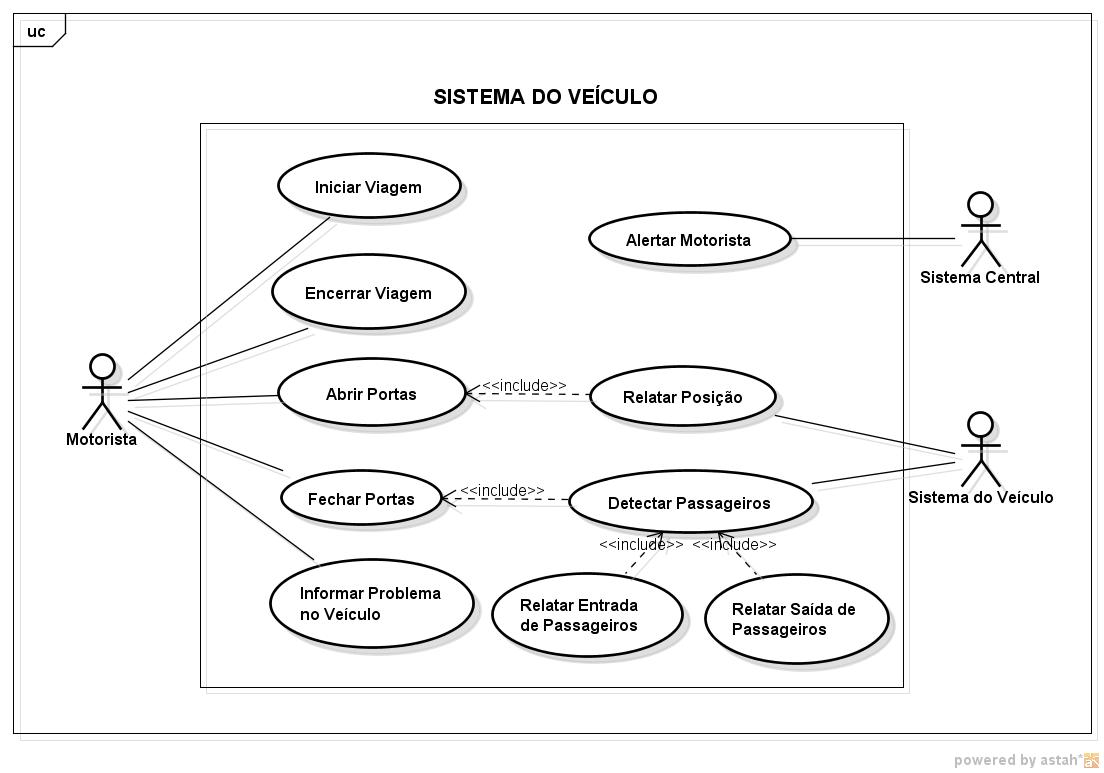 uc
SISTEMA DO VEÍCULO
Iniciar Viagem
Alertar Motorista
Sistema Central
Encerrar Viagem
Abrir Portas
<<include>>
Relatar Posição
Motorista
Fechar Portas
<<include>>
Detectar Passageiros
Sistema do Veículo
<<include>>
<<include>>
Informar Problema
no Veículo
Relatar Entrada
de Passageiros
Relatar Saída de
Passageiros
powered by astah*